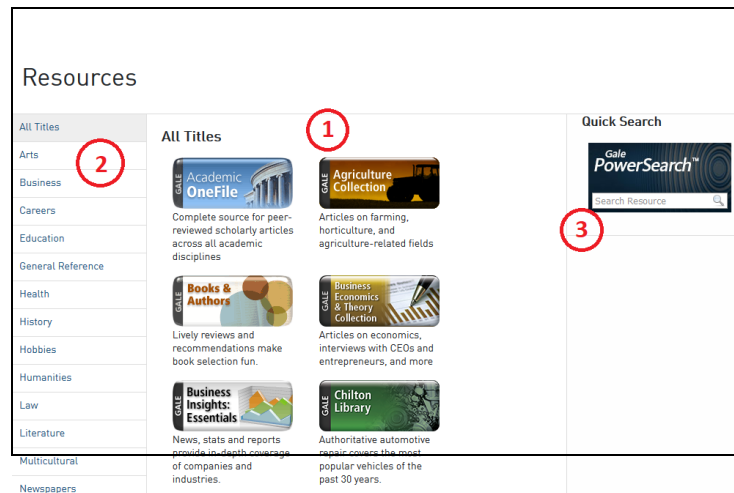 Resources
All Titles
Arts
Business
Careers
Education
General Reference
Health
History
Hobbies
Humanities
Law
Literature
Multicultural
Newspapers
2
All Titles
1
GALE
Academic
OneFile
Complete source for peer-
reviewed scholarly articles
across all academic
disciplines
GALE
Agriculture
Collection
Articles on farming,
horticulture, and
agriculture-related fields
GALE
Books &
Authors
Lively reviews and
recommendations make
book selection fun.
GALE
Business
Economics
& Theory
Collection
Articles on economics,
interviews with CEOs and
entrepreneurs, and more
GALE
Business
Insights:
Essentials
News, stats and reports
provide in-depth coverage
of companies and
industries.
GALE
Chilton
Library
Authoritative automotive
repair covers the most
popular vehicles of the
past 30 years.
Quick Search
Gale
PowerSearch™
Search Resource
3